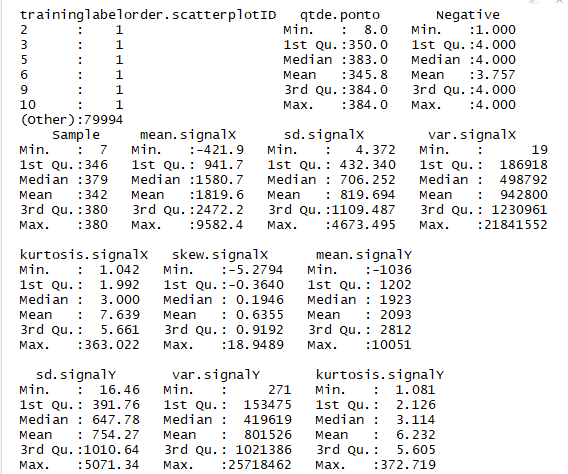 traininglabelorder.scatterplotID   qtde.ponto       Negative
2      :    1                    Min.   :  8.0   Min.   :1.000
3      :    1                    1st Qu.:350.0   1st Qu.:4.000
5      :    1                    Median :383.0   Median :4.000
6      :    1                    Mean   :345.8   Mean   :3.757
9      :    1                    3rd Qu.:384.0   3rd Qu.:4.000
10     :    1                    Max.   :384.0   Max.   :4.000
(Other):79994
    Sample     mean.signalX     sd.signalX        var.signalX
Min.   :  7   Min.   :-421.9   Min.   :   4.372   Min.   :      19
1st Qu.:346   1st Qu.: 941.7   1st Qu.: 432.340   1st Qu.:  186918
Median :379   Median :1580.7   Median : 706.252   Median :  498792
Mean   :342   Mean   :1819.6   Mean   : 819.694   Mean   :  942800
3rd Qu.:380   3rd Qu.:2472.2   3rd Qu.:1109.487   3rd Qu.: 1230961
Max.   :380   Max.   :9582.4   Max.   :4673.495   Max.   :21841552
kurtosis.signalX   skew.signalX      mean.signalY
Min.   :  1.042   Min.   :-5.2794   Min.   :-1036
1st Qu.:  1.992   1st Qu.:-0.3640   1st Qu.: 1202
Median :  3.000   Median : 0.1946   Median : 1923
Mean   :  7.639   Mean   : 0.6355   Mean   : 2093
3rd Qu.:  5.661   3rd Qu.: 0.9192   3rd Qu.: 2812
Max.   :363.022   Max.   :18.9489   Max.   :10051
  sd.signalY       var.signalY       kurtosis.signalY
Min.   :  16.46   Min.   :     271   Min.   :  1.081
1st Qu.: 391.76   1st Qu.:  153475   1st Qu.:  2.126
Median : 647.78   Median :  419619   Median :  3.114
Mean   : 754.27   Mean   :  801526   Mean   :  6.232
3rd Qu.:1010.64   3rd Qu.: 1021386   3rd Qu.:  5.605
Max.   :5071.34   Max.   :25718462   Max.   :372.719